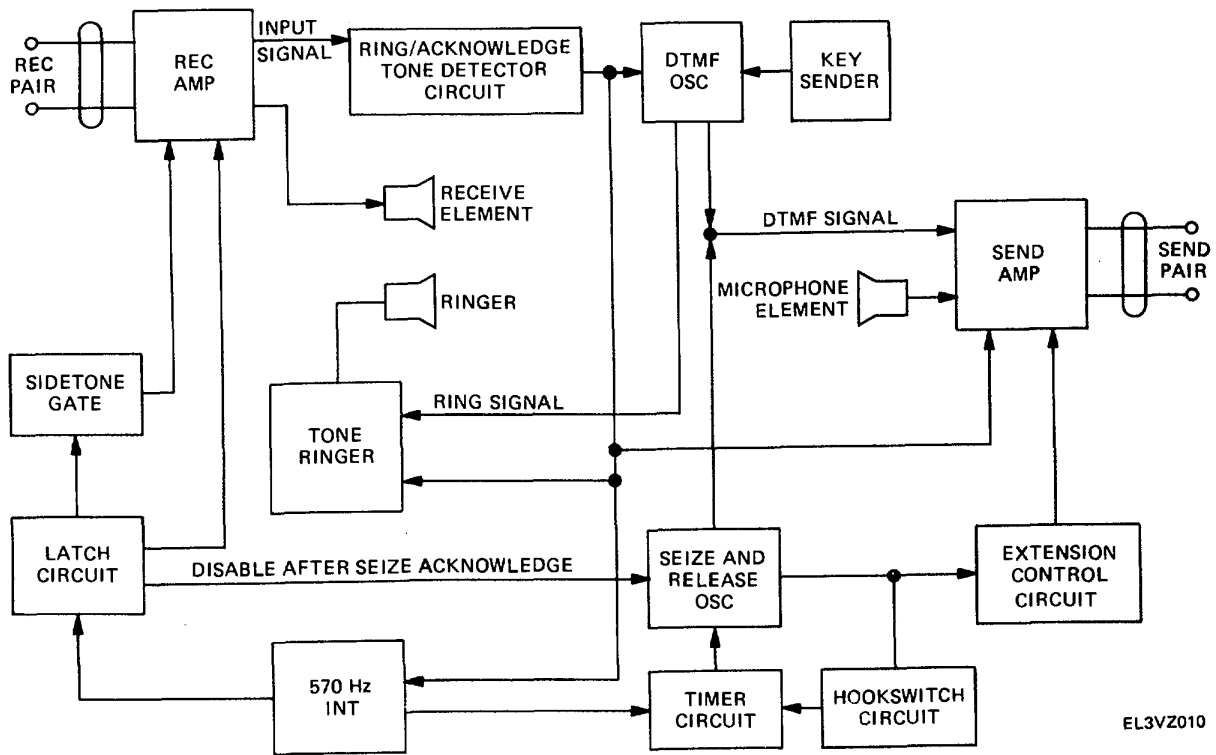 REC
PAIR
REC
AMP
INPUT
SIGNAL
RING/ACKNOWLEDGE
TONE DETECTOR
CIRCUIT
DTMF
OSC
KEY
SENDER
RECEIVE
ELEMENT
DTMF SIGNAL
SEND
AMP
SEND
PAIR
MICROPHONE
ELEMENT
RINGER
SIDETONE
GATE
TONE
RINGER
RING SIGNAL
LATCH
CIRCUIT
DISABLE AFTER SEIZE ACKNOWLEDGE
SEIZE AND
RELEASE
OSC
EXTENSION
CONTROL
CIRCUIT
570 Hz
INT
TIMER
CIRCUIT
HOOKSWITCH
CIRCUIT
EL3VZ010